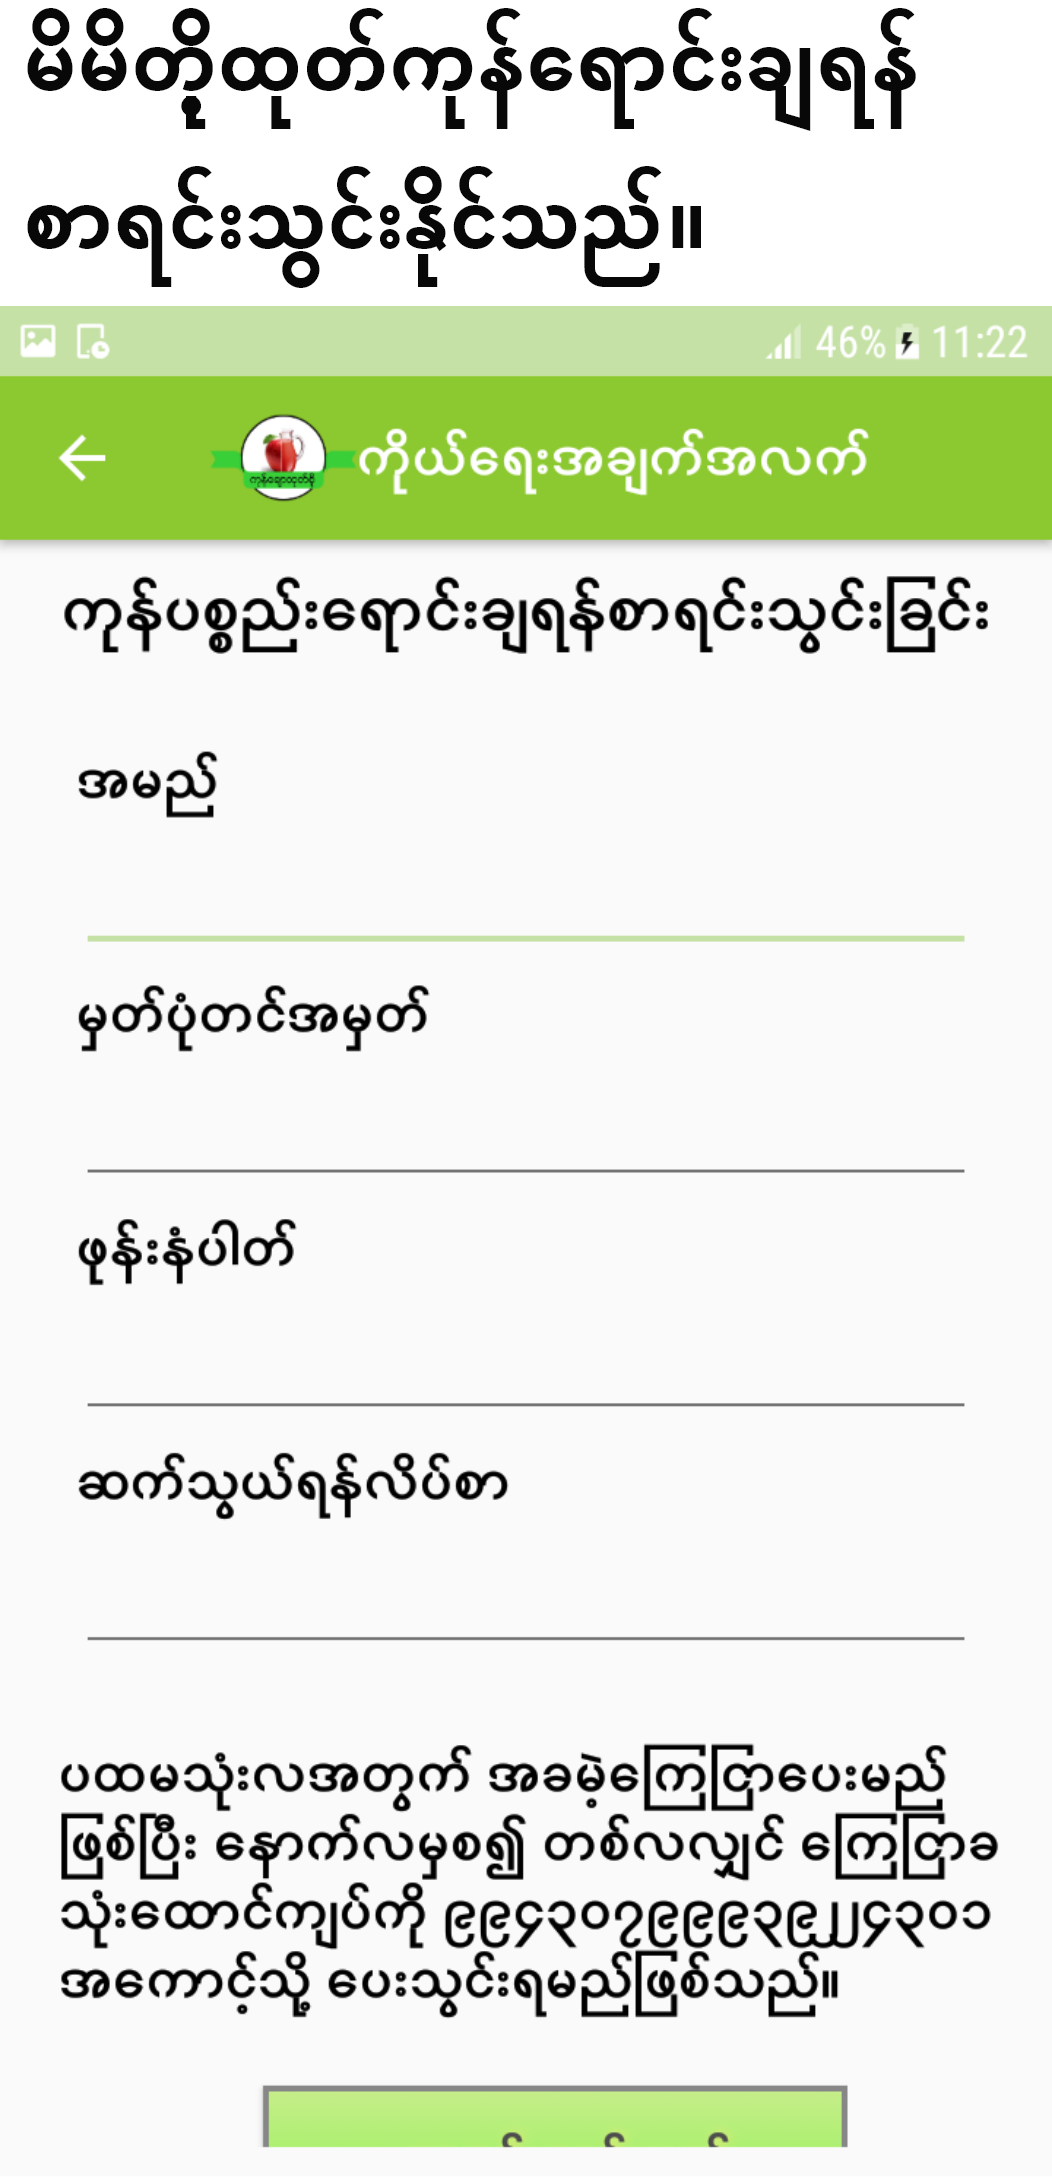 မိမိတို့ထုတ်ကုန်ရောင်းချရန်
စာရင်းသွင်းနိုင်သည်။
46% 11:22
ကိုယ်ရေးအချက်အလက်
ကုန်ပစ္စည်းရောင်းချရန်စာရင်းသွင်းခြင်း
အမည်
မှတ်ပုံတင်အမှတ်
ဖုန်းနံပါတ်
ဆက်သွယ်ရန်လိပ်စာ
ပထမသုံးလအတွက် အခမဲ့ကြေငြာပေးမည်
ဖြစ်ပြီး နောက်လမှစ၍ တစ်လလျှင် ကြေငြာခ
သုံးထောင်ကျပ်ကို ၉၉၄၃၀၇၉၉၉၃၉၂၂၄၃၀၁
အကောင့်သို့ ပေးသွင်းရမည်ဖြစ်သည်။